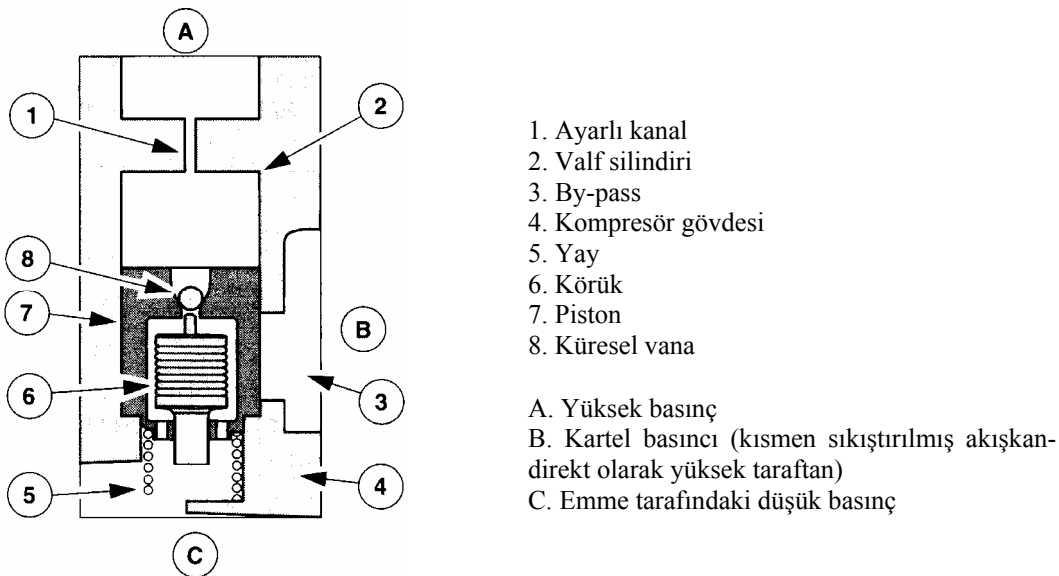 A
1
2
8
7
B
6
3
5
4
C
1. Ayarlı kanal
2. Valf silindiri
3. By-pass
4. Kompresör gövdesi
5. Yay
6. Körük
7. Piston
8. Küresel vana
A. Yüksek basınç
B. Kartel basıncı (kısmen sıkıştırılmış akışkan-
direkt olarak yüksek taraftan)
C. Emme tarafındaki düşük basınç